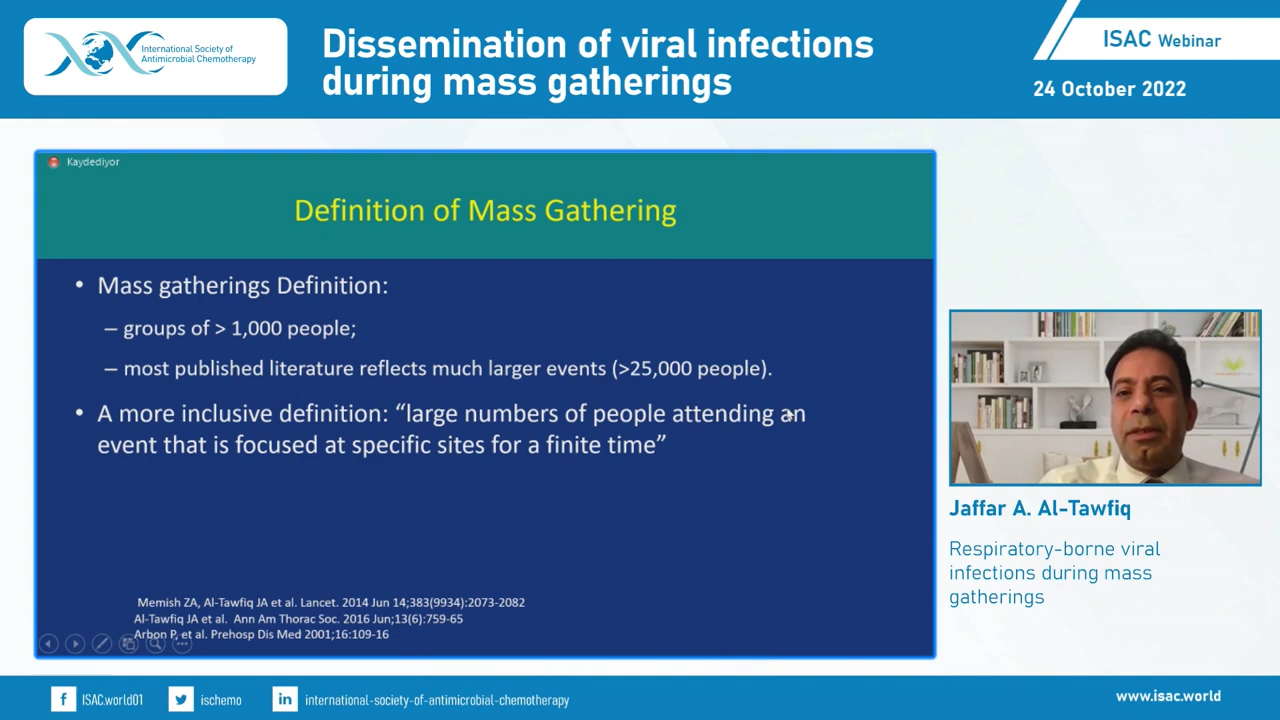 International Society of
Antimicrobial Chemotherapy
Dissemination of viral infections
during mass gatherings
ISAC Webinar
24 October 2022
Kaydediyor
Definition of Mass Gathering
• Mass gatherings Definition:
– groups of > 1,000 people;
– most published literature reflects much larger events (>25,000 people).
• A more inclusive definition: “large numbers of people attending an
event that is focused at specific sites for a finite time”
Memish ZA, Al-Tawfiq JA et al. Lancet. 2014 Jun 14;383(9934):2073-2082
Al-Tawfiq JA et al. Ann Am Thorac Soc. 2016 Jun;13(6):759-65
Arbon P, et al. Prehosp Dis Med 2001;16:109-16
Jaffar A. Al-Tawfiq
Respiratory-borne viral
infections during mass
gatherings
f ISAC.world01
ischemo
in international-society-of-antimicrobial-chemotherapy
www.isac.world